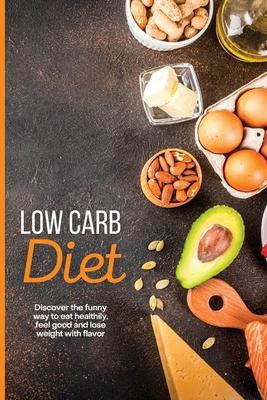 LOW CARB
Diet
Discover the funny
way to eat healthily,
feel good and lose
weight with flavor